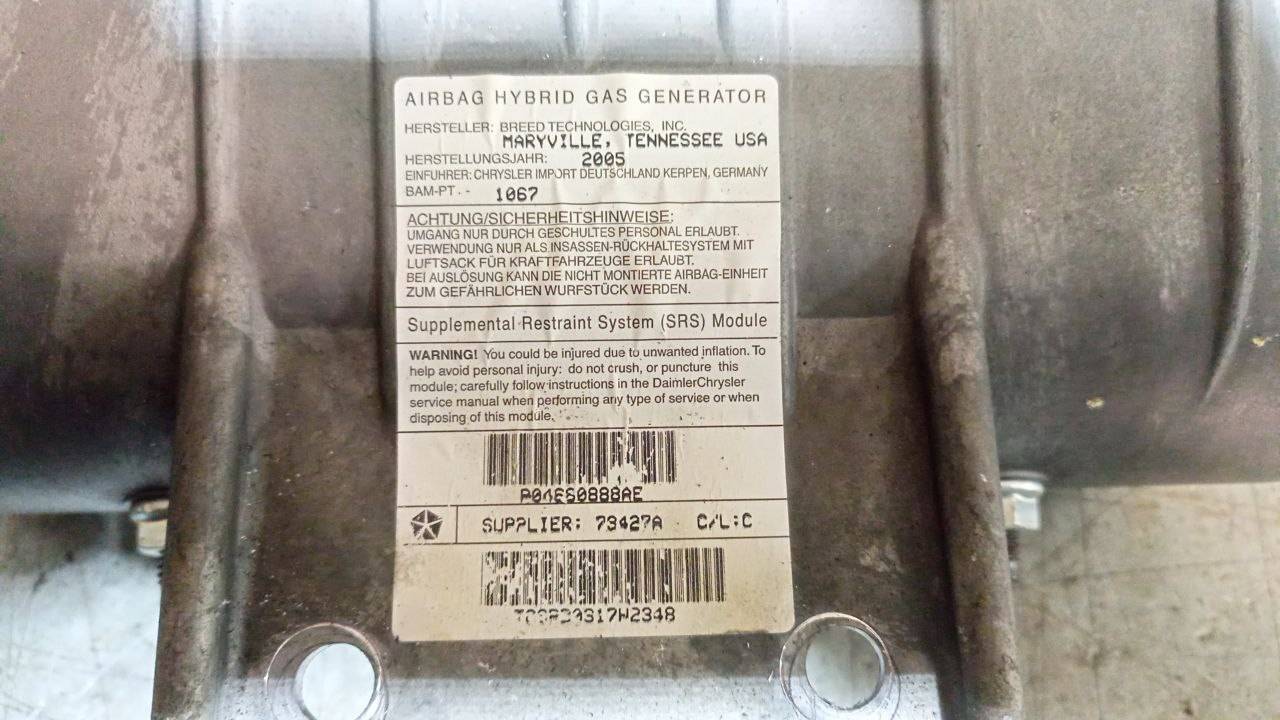 AIRBAG HYBRID GAS GENERATOR
HERSTELLER: BREED TECHNOLOGIES, INC.
MARYVILLE, TENNESSEE USA
HERSTELLUNGSJAHR: 2005
EINFUHRER: CHRYSLER IMPORT DEUTSCHLAND KERPEN, GERMANY
BAM-PT.- 1067
ACHTUNG/SICHERHEITSHINWEISE:
UMGANG NUR DURCH GESCHULTES PERSONAL ERLAUBT.
VERWENDUNG NUR ALS INSASSEN-RÜCKHALTESYSTEM MIT
LUFTSACK FÜR KRAFTFAHRZEUGE ERLAUBT.
BEI AUSLÖSUNG KANN DIE NICHT MONTIERTE AIRBAG-EINHEIT
ZUM GEFÄHRLICHEN WURFSTÜCK WERDEN.
Supplemental Restraint System (SRS) Module
WARNING! You could be injured due to unwanted inflation. To
help avoid personal injury: do not crush, or puncture this
module; carefully follow instructions in the DaimlerChrysler
service manual when performing any type of service or when
disposing of this module.
P04660888AE
SUPPLIER: 73427A C/L:C